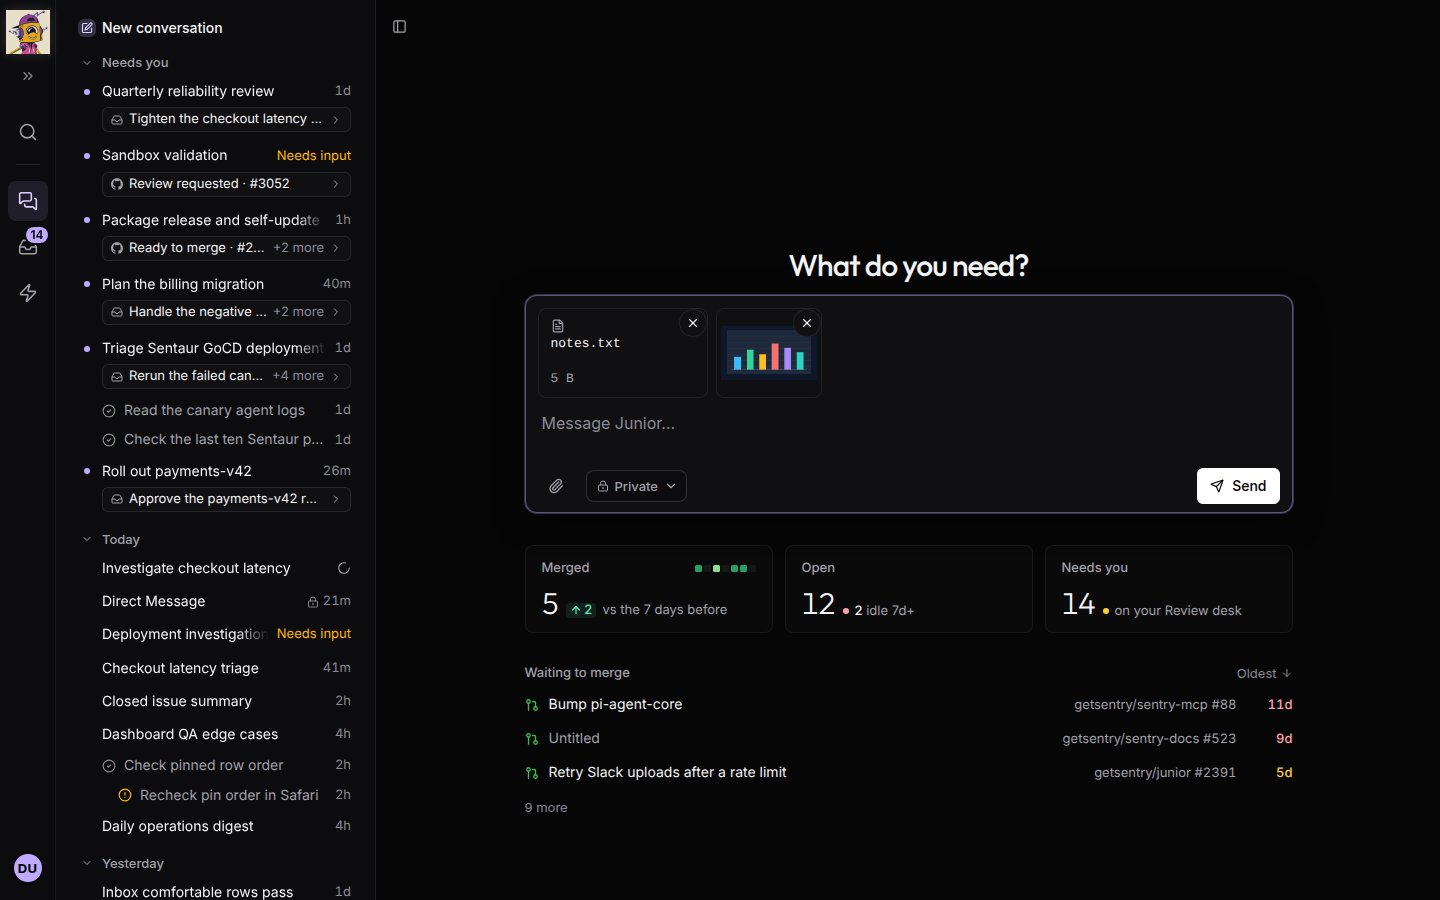 New conversation
Needs you
Quarterly reliability review 1d
Tighten the checkout latency ...
Sandbox validation Needs input
Review requested · #3052
Package release and self-update 1h
Ready to merge · #2... +2 more
Plan the billing migration 40m
Handle the negative ... +2 more
Triage Sentaur GoCD deployment 1d
Rerun the failed can... +4 more
Read the canary agent logs 1d
Check the last ten Sentaur p... 1d
Roll out payments-v42 26m
Approve the payments-v42 r...
Today
Investigate checkout latency
Direct Message 21m
Deployment investigation Needs input
Checkout latency triage 41m
Closed issue summary 2h
Dashboard QA edge cases 4h
Check pinned row order 2h
Recheck pin order in Safari 2h
Daily operations digest 4h
Yesterday
Inbox comfortable rows pass 1d
14
DU
What do you need?
notes.txt
5 B
Message Junior...
Private
Send
Merged
5 2 vs the 7 days before
Open
12 2 idle 7d+
Needs you
14 on your Review desk
Waiting to merge Oldest
Bump pi-agent-core getsentry/sentry-mcp #88 11d
Untitled getsentry/sentry-docs #523 9d
Retry Slack uploads after a rate limit getsentry/junior #2391 5d
9 more